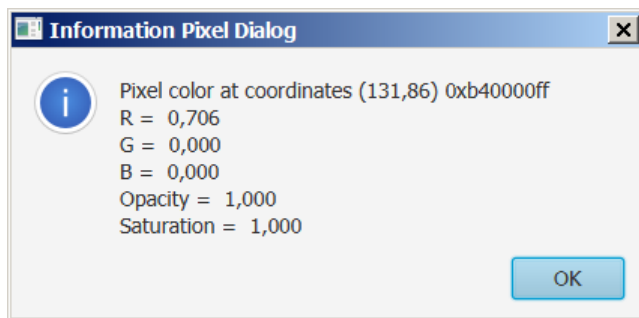 Information Pixel Dialog
Pixel color at coordinates (131,86) 0xb40000ff
R = 0,706
G = 0,000
B = 0,000
Opacity = 1,000
Saturation = 1,000
OK